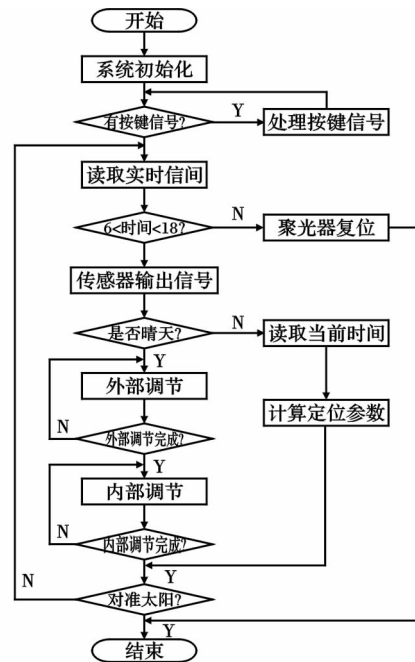 开始
系统初始化
有按键信号?
Y
处理按键信号
读取实时信间
6<时间<18?
N
聚光器复位
传感器输出信号
是否晴天?
N
读取当前时间
Y
外部调节
计算定位参数
N
外部调节完成?
Y
内部调节
N
内部调节完成?
Y
N
对准太阳?
Y
结束